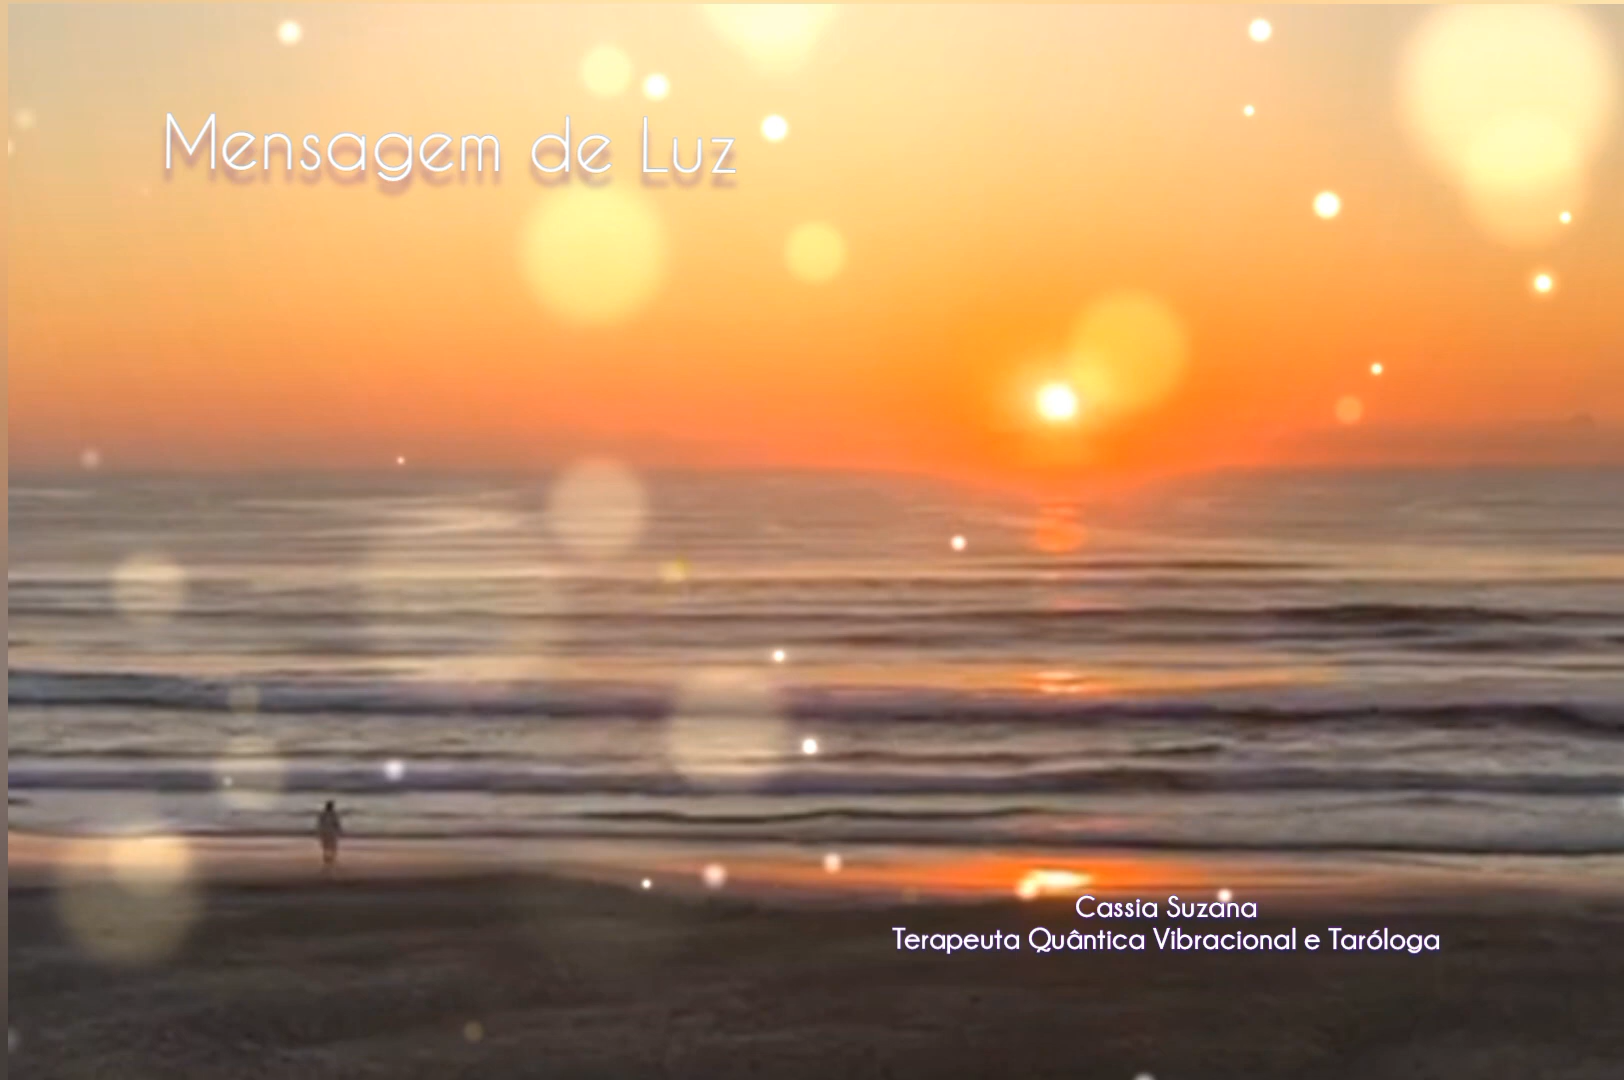 Mensagem de Luz
Cassia Suzana
Terapeuta Quântica Vibracional e Taróloga